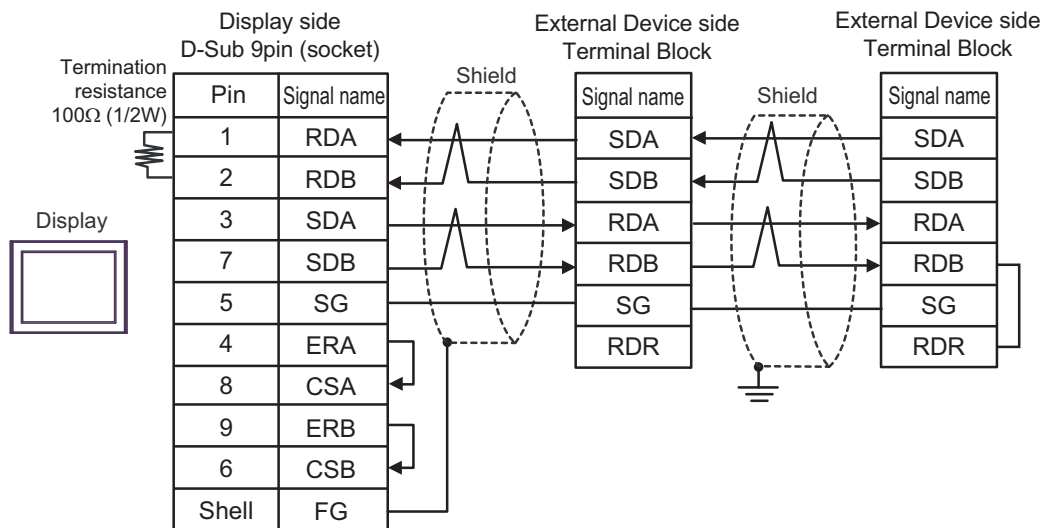 Display side
D-Sub 9pin (socket)
External Device side
Terminal Block
External Device side
Terminal Block
Termination
resistance
100Ω (1/2W)
Shield
Shield
Pin Signal name
1 RDA
2 RDB
3 SDA
7 SDB
5 SG
4 ERA
8 CSA
9 ERB
6 CSB
Shell FG
Signal name
SDA
SDB
RDA
RDB
SG
RDR
Signal name
SDA
SDB
RDA
RDB
SG
RDR
Display